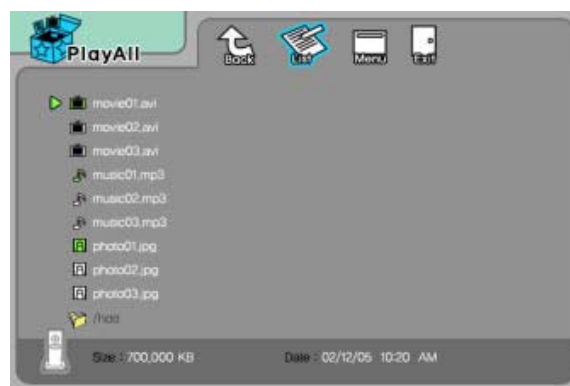 PlayAll
Back List Menu Exit
movie01.avi
movie02.avi
movie03.avi
music01.mp3
music02.mp3
music03.mp3
photo01.jpg
photo02.jpg
photo03.jpg
/hdd
Size : 700,000 KB Date : 02/12/05 10:20 AM